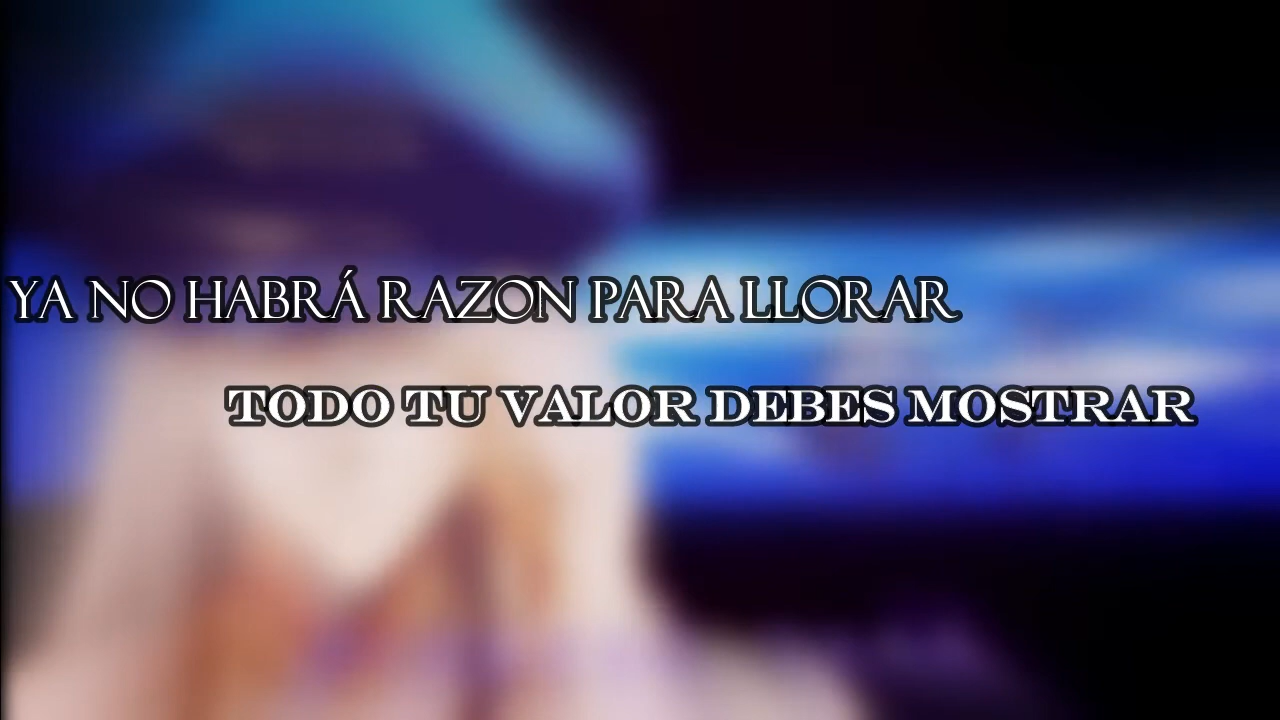 YA NO HABRÁ RAZON PARA LLORAR
TODO TU VALOR DEBES MOSTRAR